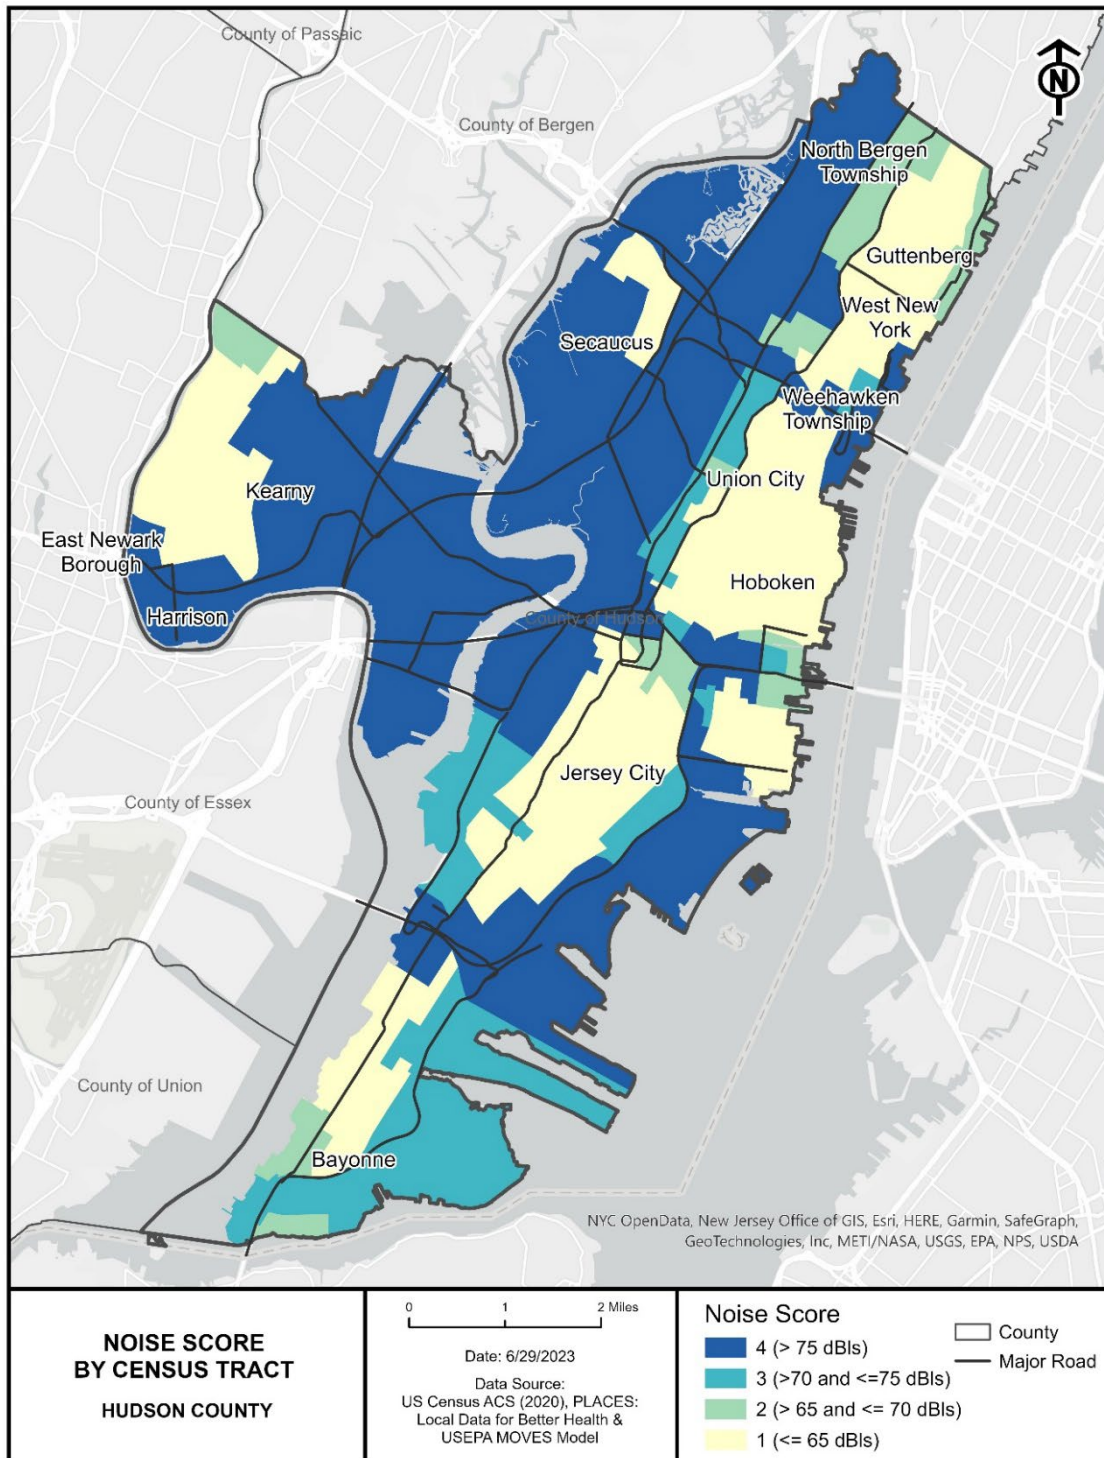 County of Passaic
N
County of Bergen
North Bergen
Township
Guttenberg
West New
York
Secaucus
Weehawken
Township
Union City
Kearny
East Newark
Borough
Hoboken
Harrison
County of Hudson
Jersey City
County of Essex
County of Union
Bayonne
NYC OpenData, New Jersey Office of GIS, Esri, HERE, Garmin, SafeGraph,
GeoTechnologies, Inc, METI/NASA, USGS, EPA, NPS, USDA
NOISE SCORE
BY CENSUS TRACT
HUDSON COUNTY
0 1 2 Miles
Date: 6/29/2023
Data Source:
US Census ACS (2020), PLACES:
Local Data for Better Health &
USEPA MOVES Model
Noise Score
4 (> 75 dBls)
3 (>70 and <=75 dBls)
2 (> 65 and <= 70 dBls)
1 (<= 65 dBls)
County
Major Road